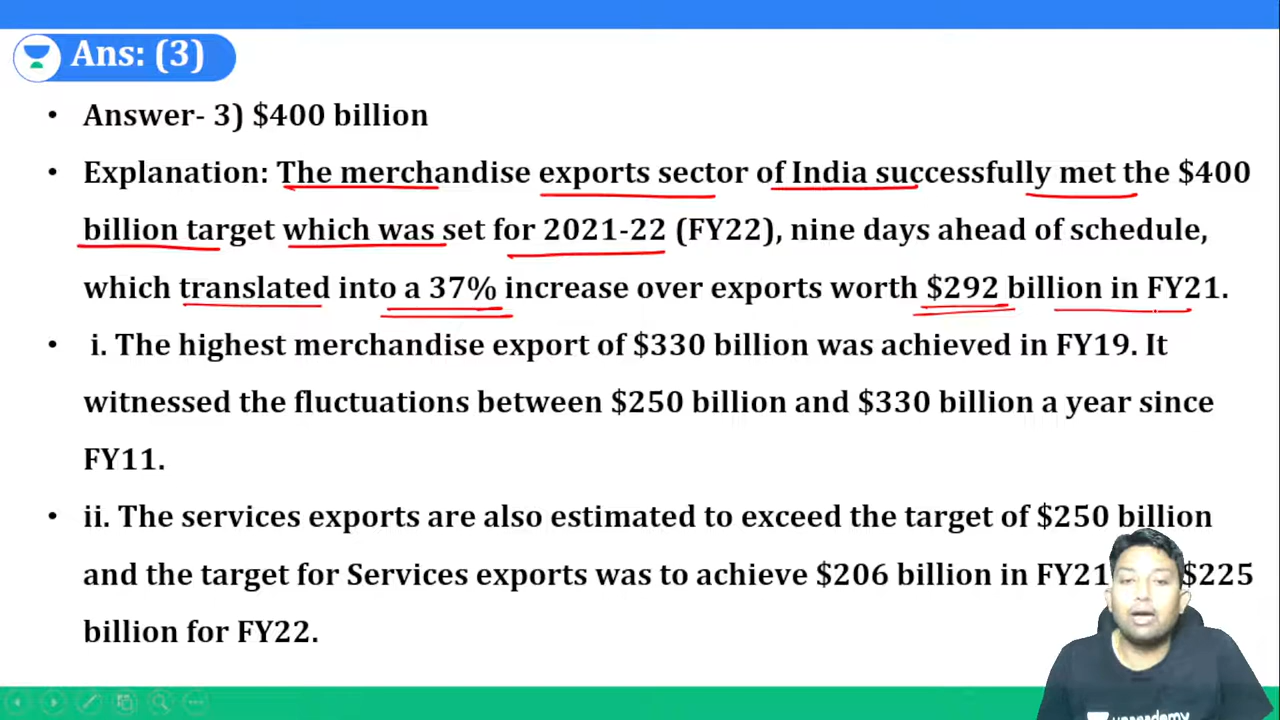 Ans: (3)
• Answer- 3) $400 billion
• Explanation: The merchandise exports sector of India successfully met the $400
billion target which was set for 2021-22 (FY22), nine days ahead of schedule,
which translated into a 37% increase over exports worth $292 billion in FY21.
• i. The highest merchandise export of $330 billion was achieved in FY19. It
witnessed the fluctuations between $250 billion and $330 billion a year since
FY11.
• ii. The services exports are also estimated to exceed the target of $250 billion
and the target for Services exports was to achieve $206 billion in FY21 $225
billion for FY22.